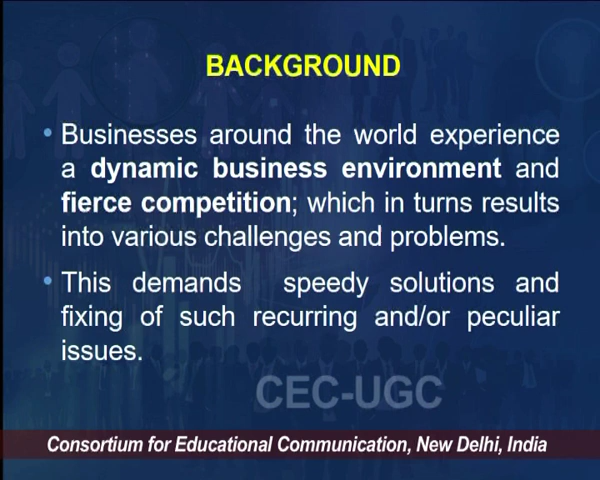 BACKGROUND
• Businesses around the world experience
a dynamic business environment and
fierce competition; which in turns results
into various challenges and problems.
• This demands speedy solutions and
fixing of such recurring and/or peculiar
issues.
CEC-UGC
Consortium for Educational Communication, New Delhi, India